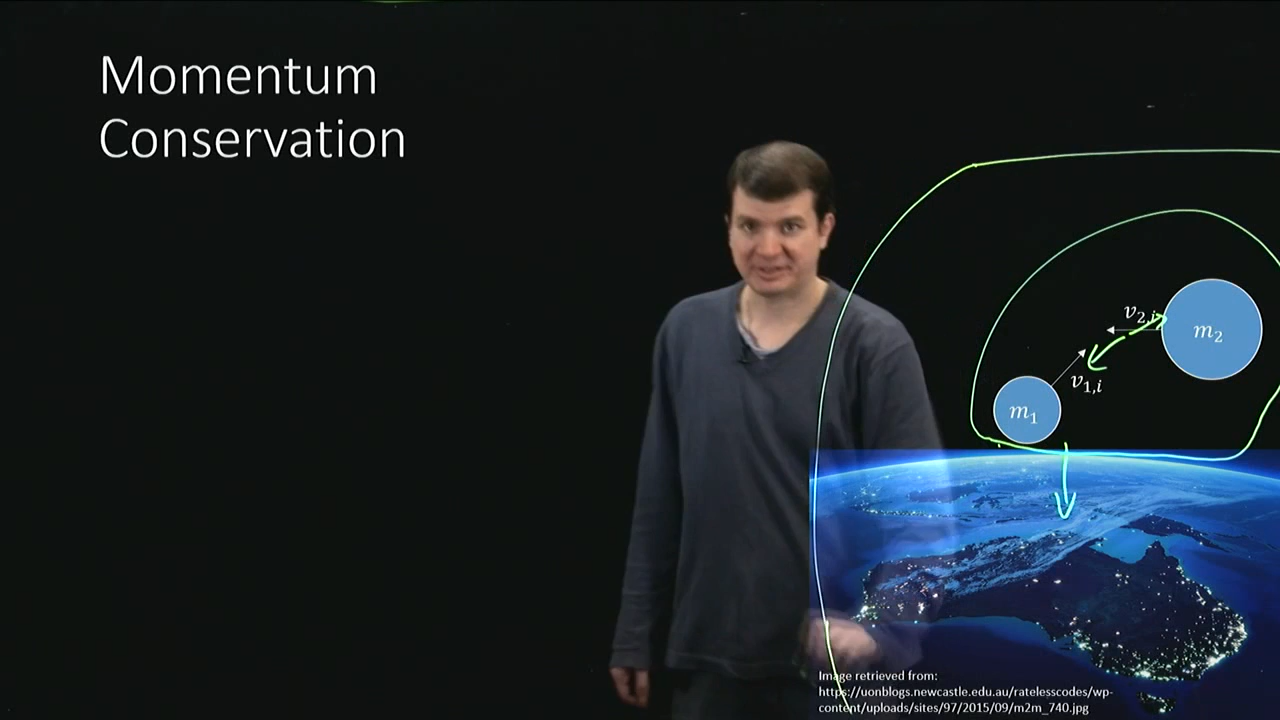 Momentum
Conservation
v2,i
m2
v1,i
m1
Image retrieved from:
https://uonblogs.newcastle.edu.au/ratelesscodes/wp-
content/uploads/sites/97/2015/09/m2m_740.jpg